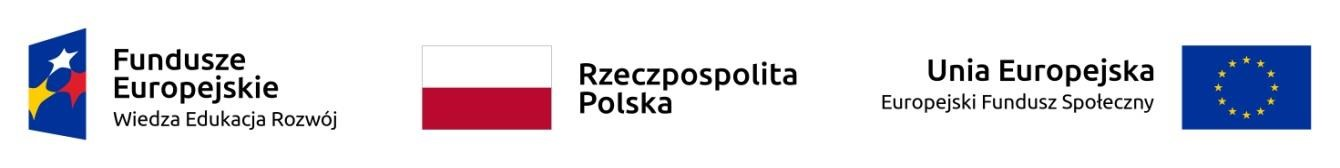 Fundusze
Europejskie
Wiedza Edukacja Rozwój
Rzeczpospolita
Polska
Unia Europejska
Europejski Fundusz Społeczny